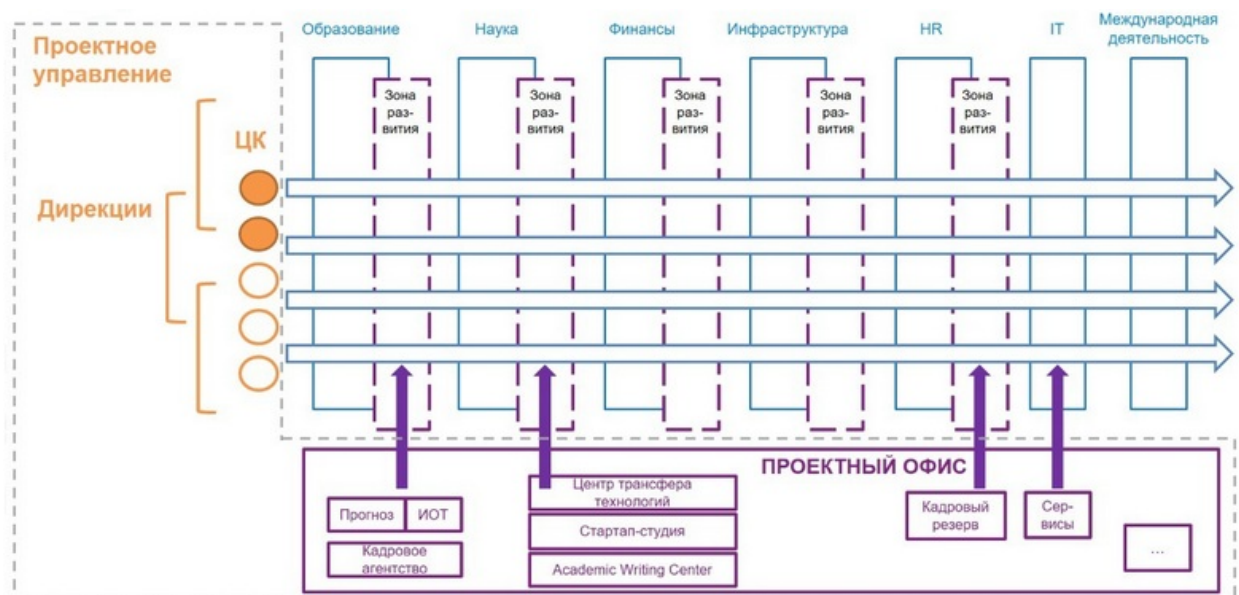 Проектное
управление
ЦК
Дирекции
Образование
Наука
Финансы
Инфраструктура
HR
IT
Международная
деятельность
Зона
раз-
вития
Зона
раз-
вития
Зона
раз-
вития
Зона
раз-
вития
Зона
раз-
вития
ПРОЕКТНЫЙ ОФИС
Прогноз
ИОТ
Кадровое
агентство
Центр трансфера
технологий
Стартап-студия
Academic Writing Center
Кадровый
резерв
Сер-
висы
...